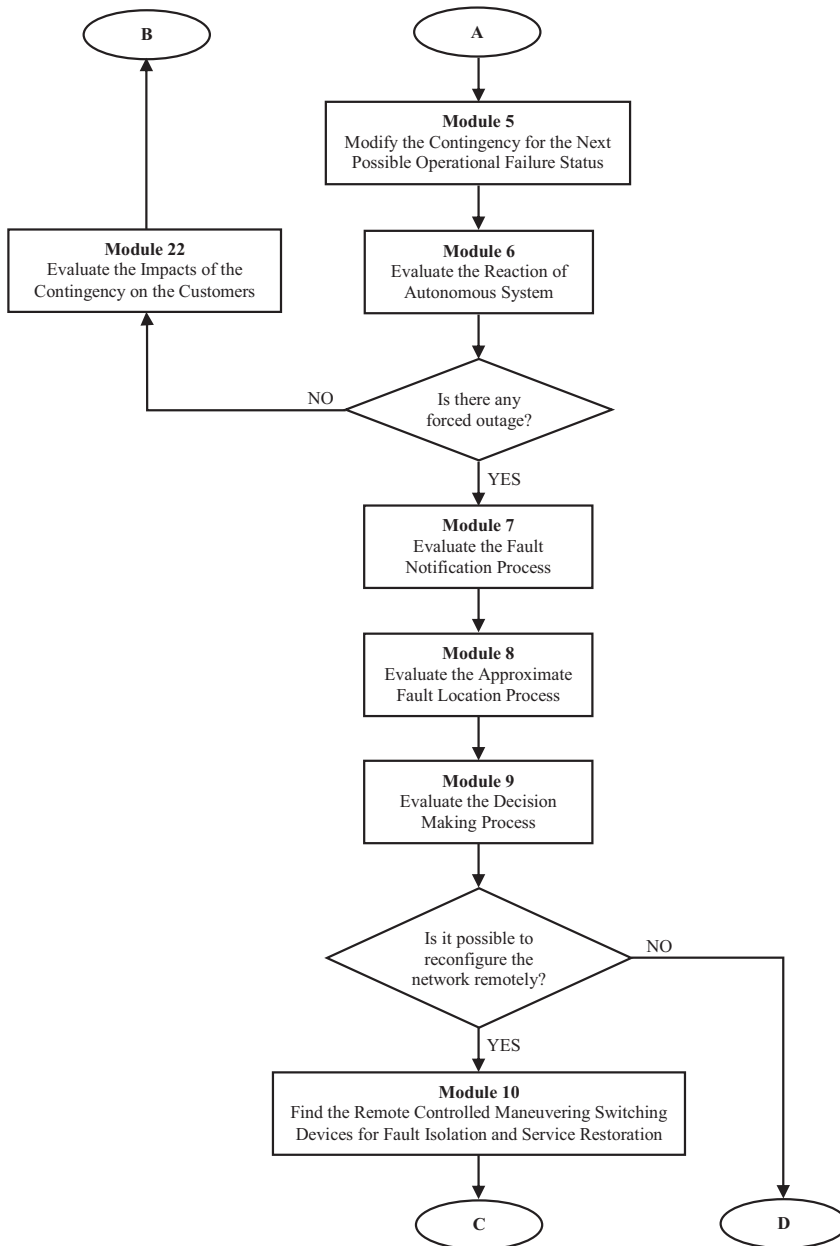 B
A
Module 5
Modify the Contingency for the Next
Possible Operational Failure Status
Module 22
Evaluate the Impacts of the
Contingency on the Customers
Module 6
Evaluate the Reaction of
Autonomous System
NO
Is there any
forced outage?
YES
Module 7
Evaluate the Fault
Notification Process
Module 8
Evaluate the Approximate
Fault Location Process
Module 9
Evaluate the Decision
Making Process
Is it possible to
reconfigure the
network remotely?
NO
YES
Module 10
Find the Remote Controlled Maneuvering Switching
Devices for Fault Isolation and Service Restoration
C
D